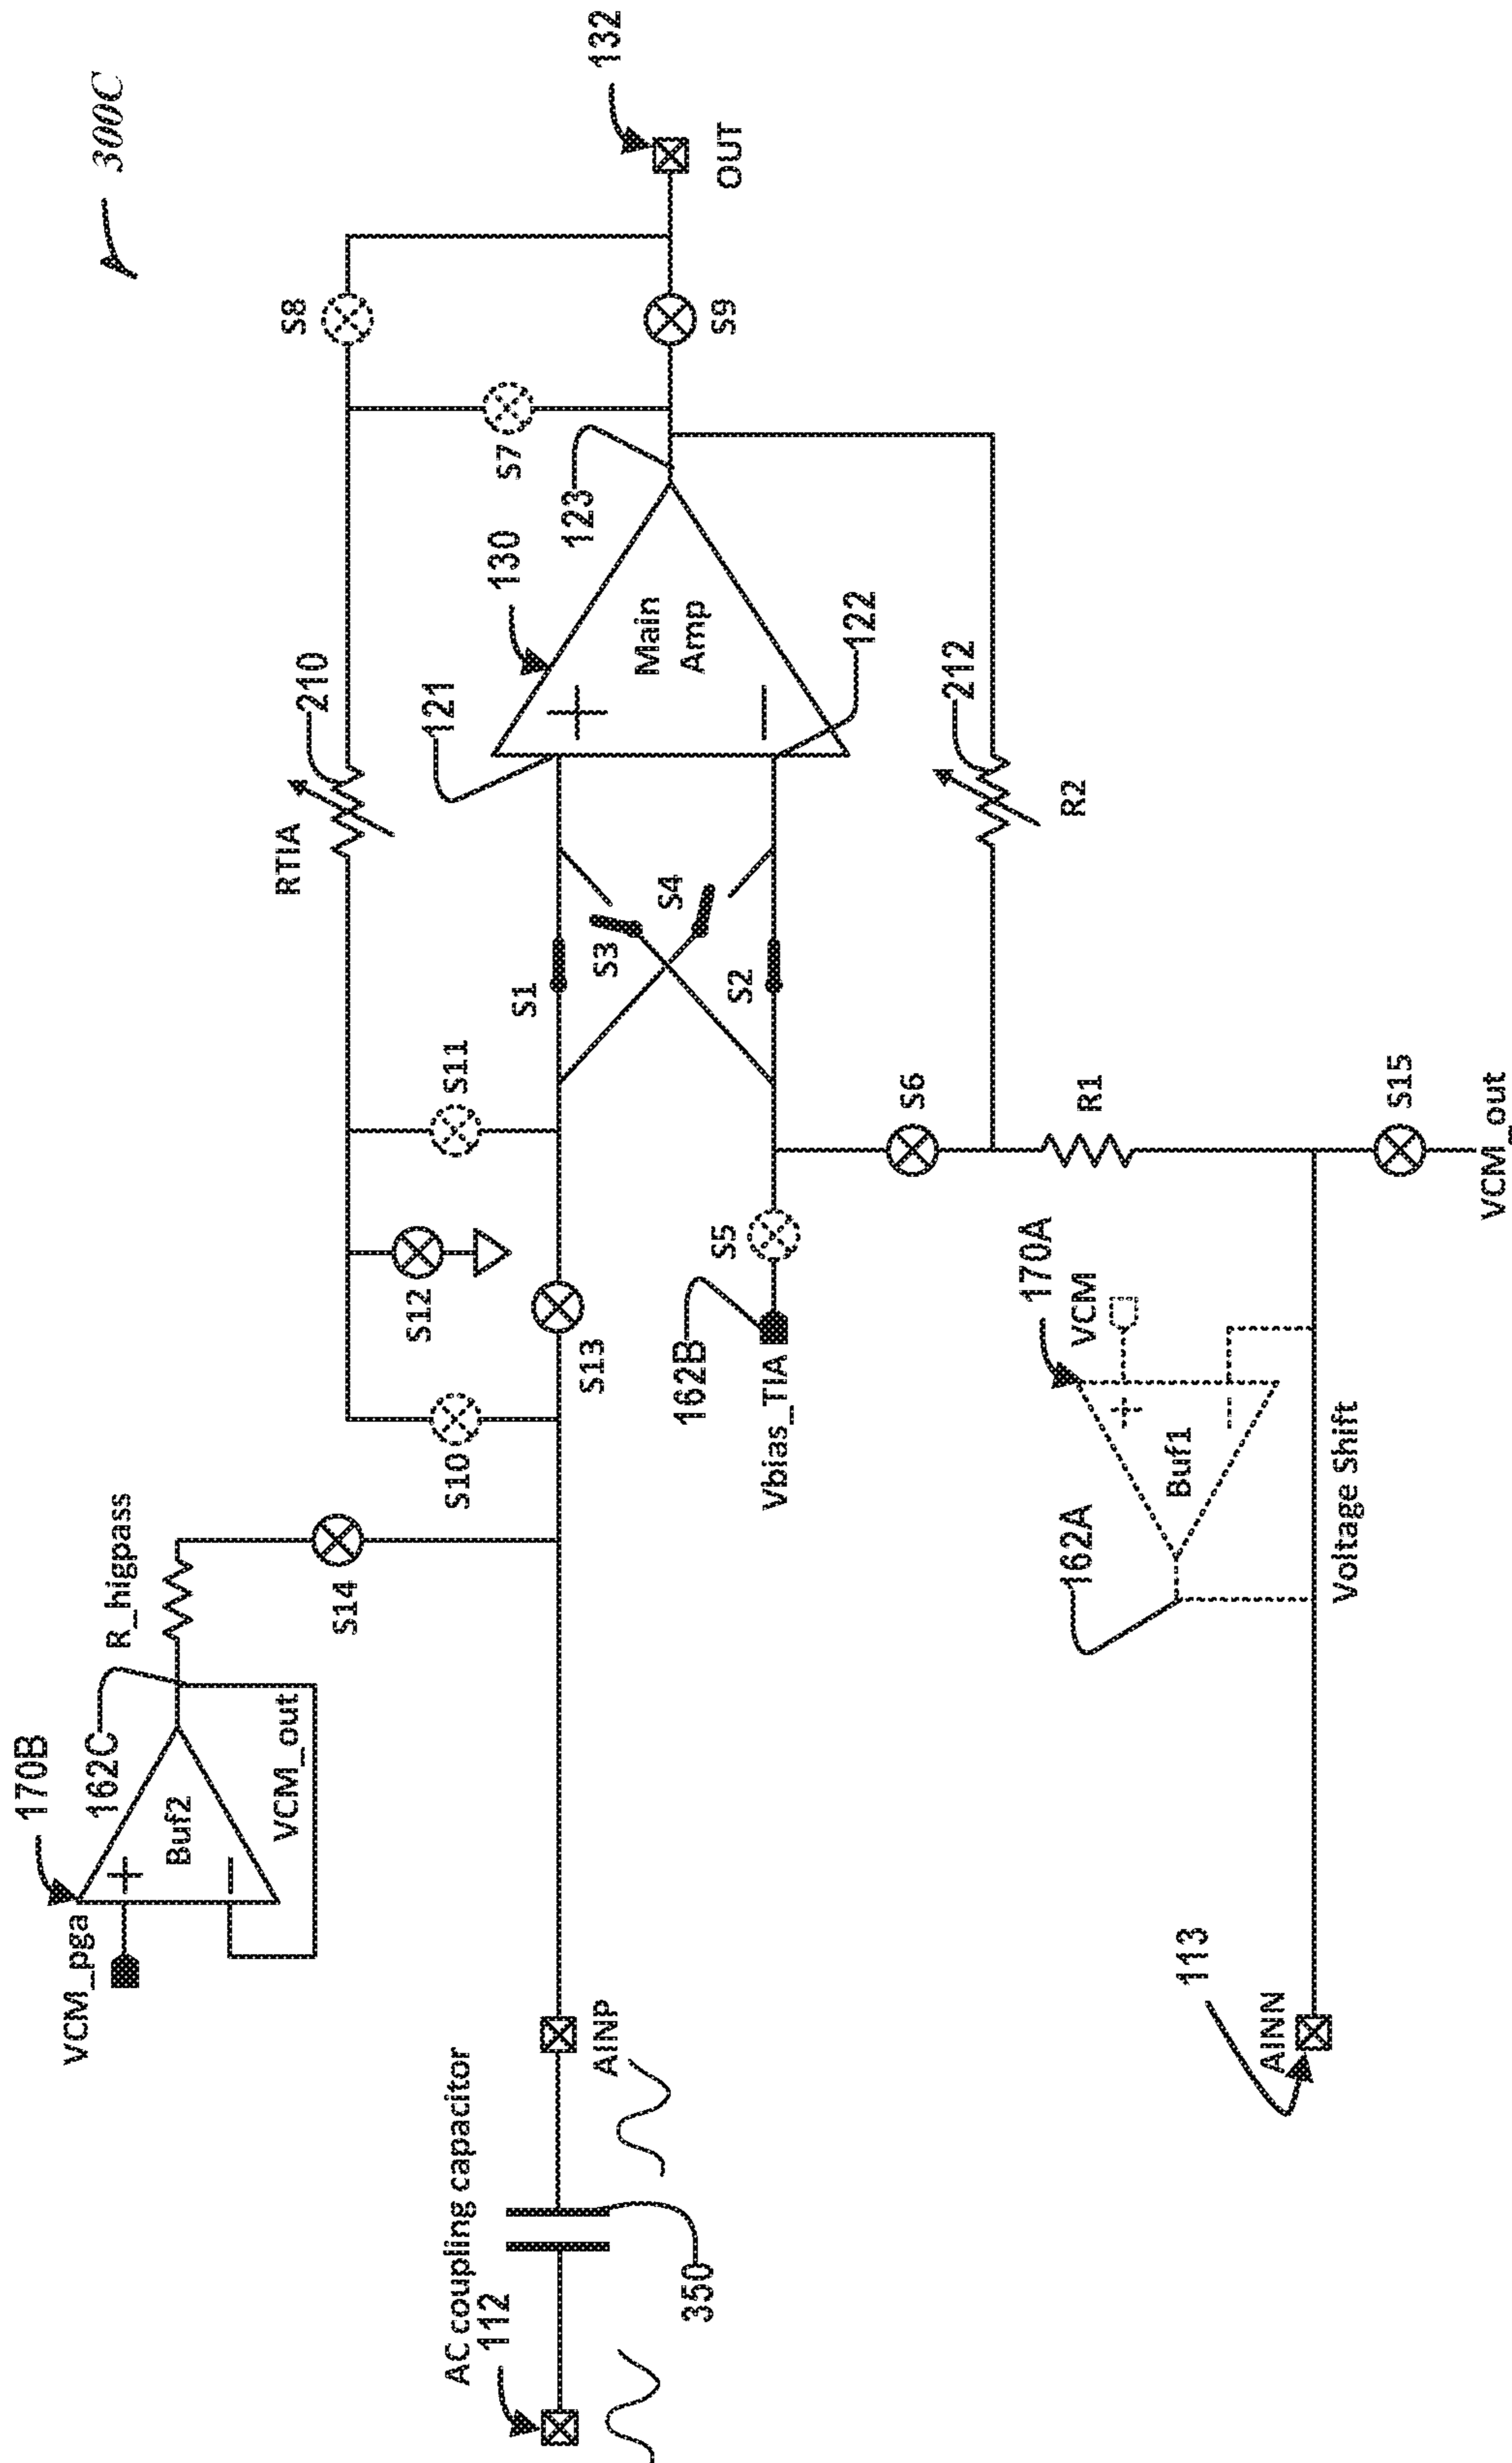 300C
132
OUT
S8
S9
S7
123
130
Main
Amp
122
121
RTIA
210
212
R2
S1
S3
S4
S2
S11
S12
S10
S13
S5
S6
R1
S15
VCM_out
162B
Vbias_TIA
170A
VCM
Buf1
162A
Voltage Shift
R_higpass
S14
170B
162C
Buf2
VCM_out
VCM_pga
AINP
AC coupling capacitor
112
350
113
AINN